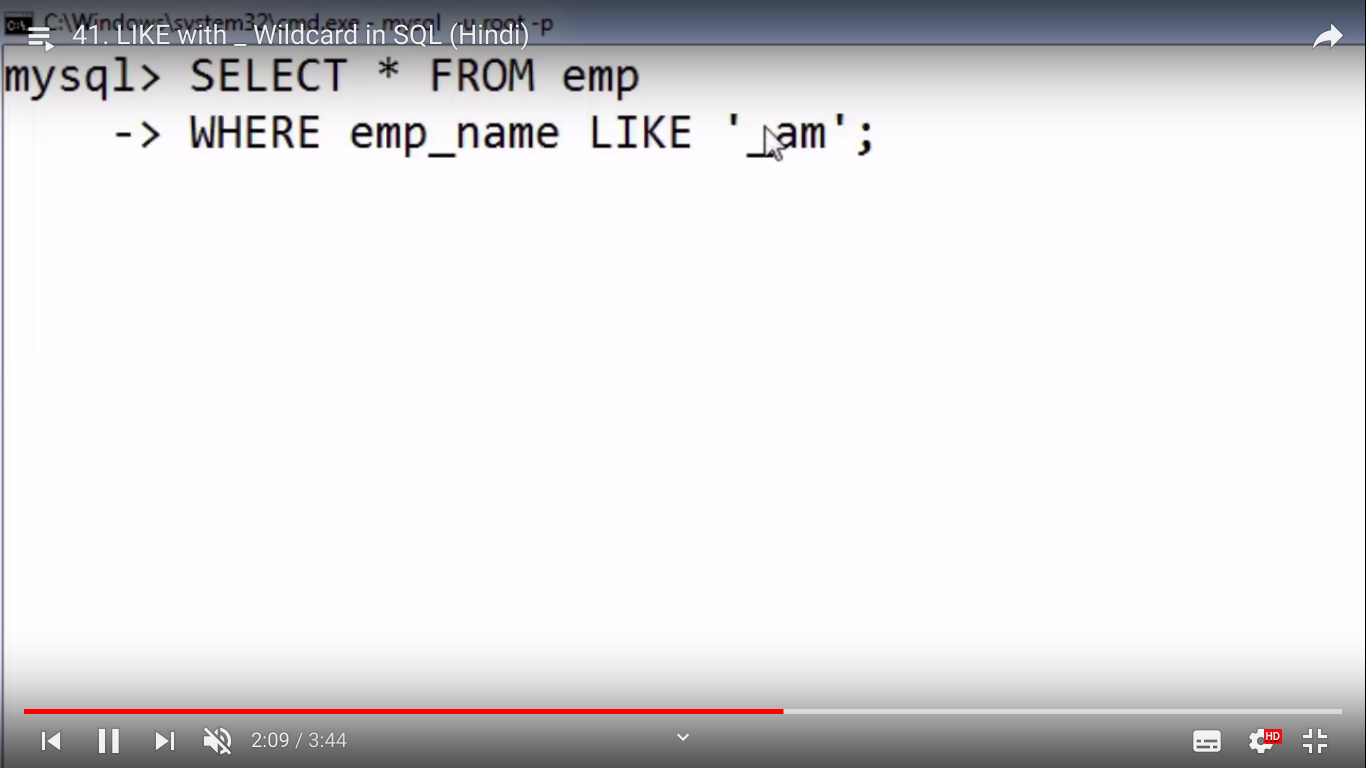 C:\Windows\system32\cmd.exe - mysql -u root -p
41. LIKE with _ Wildcard in SQL (Hindi)
mysql> SELECT * FROM emp
-> WHERE emp_name LIKE '_am';
2:09 / 3:44
HD